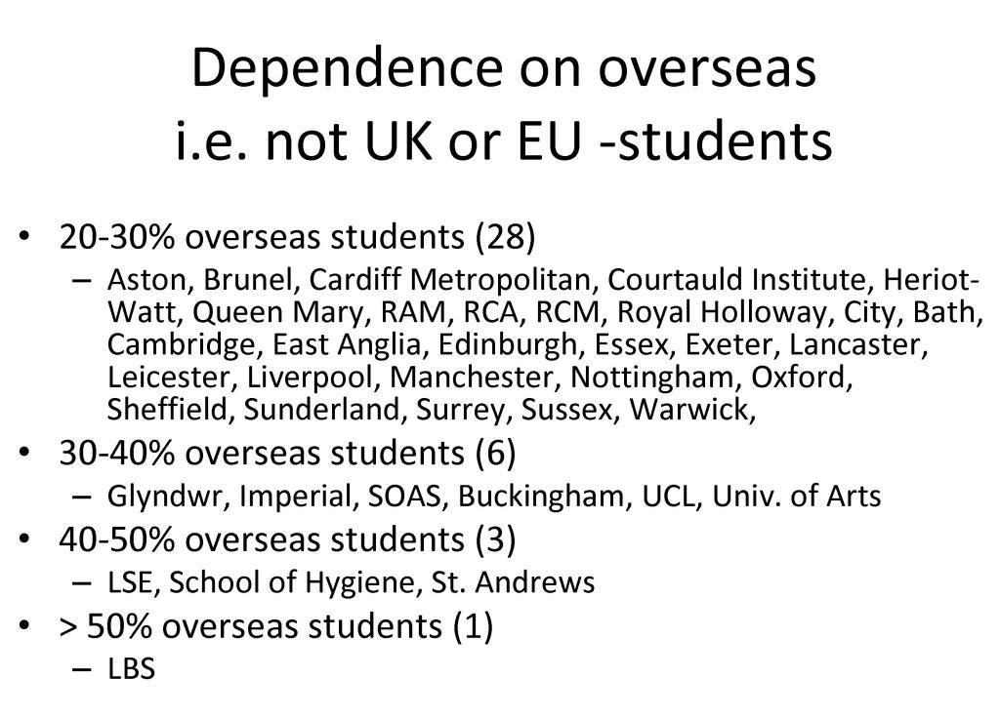 Dependence on overseas
i.e. not UK or EU -students
• 20-30% overseas students (28)
– Aston, Brunel, Cardiff Metropolitan, Courtauld Institute, Heriot-
Watt, Queen Mary, RAM, RCA, RCM, Royal Holloway, City, Bath,
Cambridge, East Anglia, Edinburgh, Essex, Exeter, Lancaster,
Leicester, Liverpool, Manchester, Nottingham, Oxford,
Sheffield, Sunderland, Surrey, Sussex, Warwick,
• 30-40% overseas students (6)
– Glyndwr, Imperial, SOAS, Buckingham, UCL, Univ. of Arts
• 40-50% overseas students (3)
– LSE, School of Hygiene, St. Andrews
• > 50% overseas students (1)
– LBS